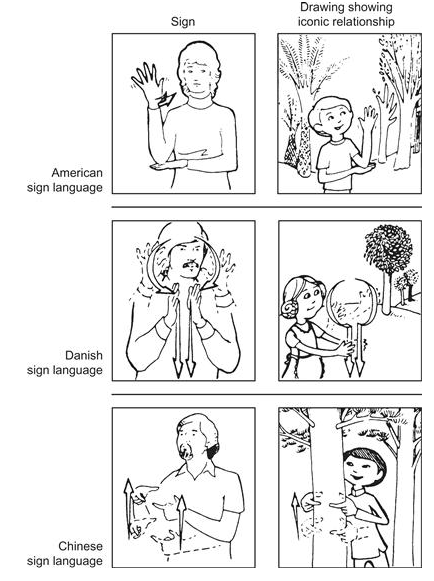 Sign
Drawing showing
iconic relationship
American
sign language
Danish
sign language
Chinese
sign language